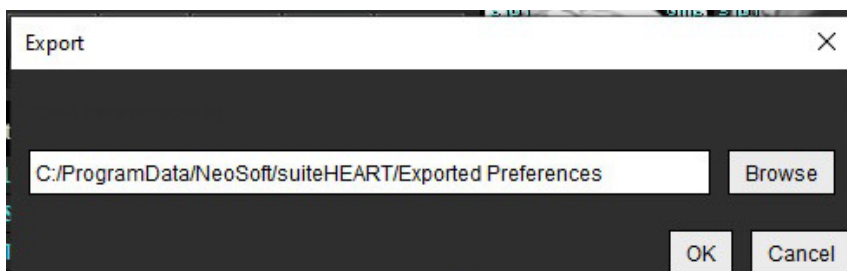 Export
C:/ProgramData/NeoSoft/suiteHEART/Exported Preferences
Browse
OK
Cancel